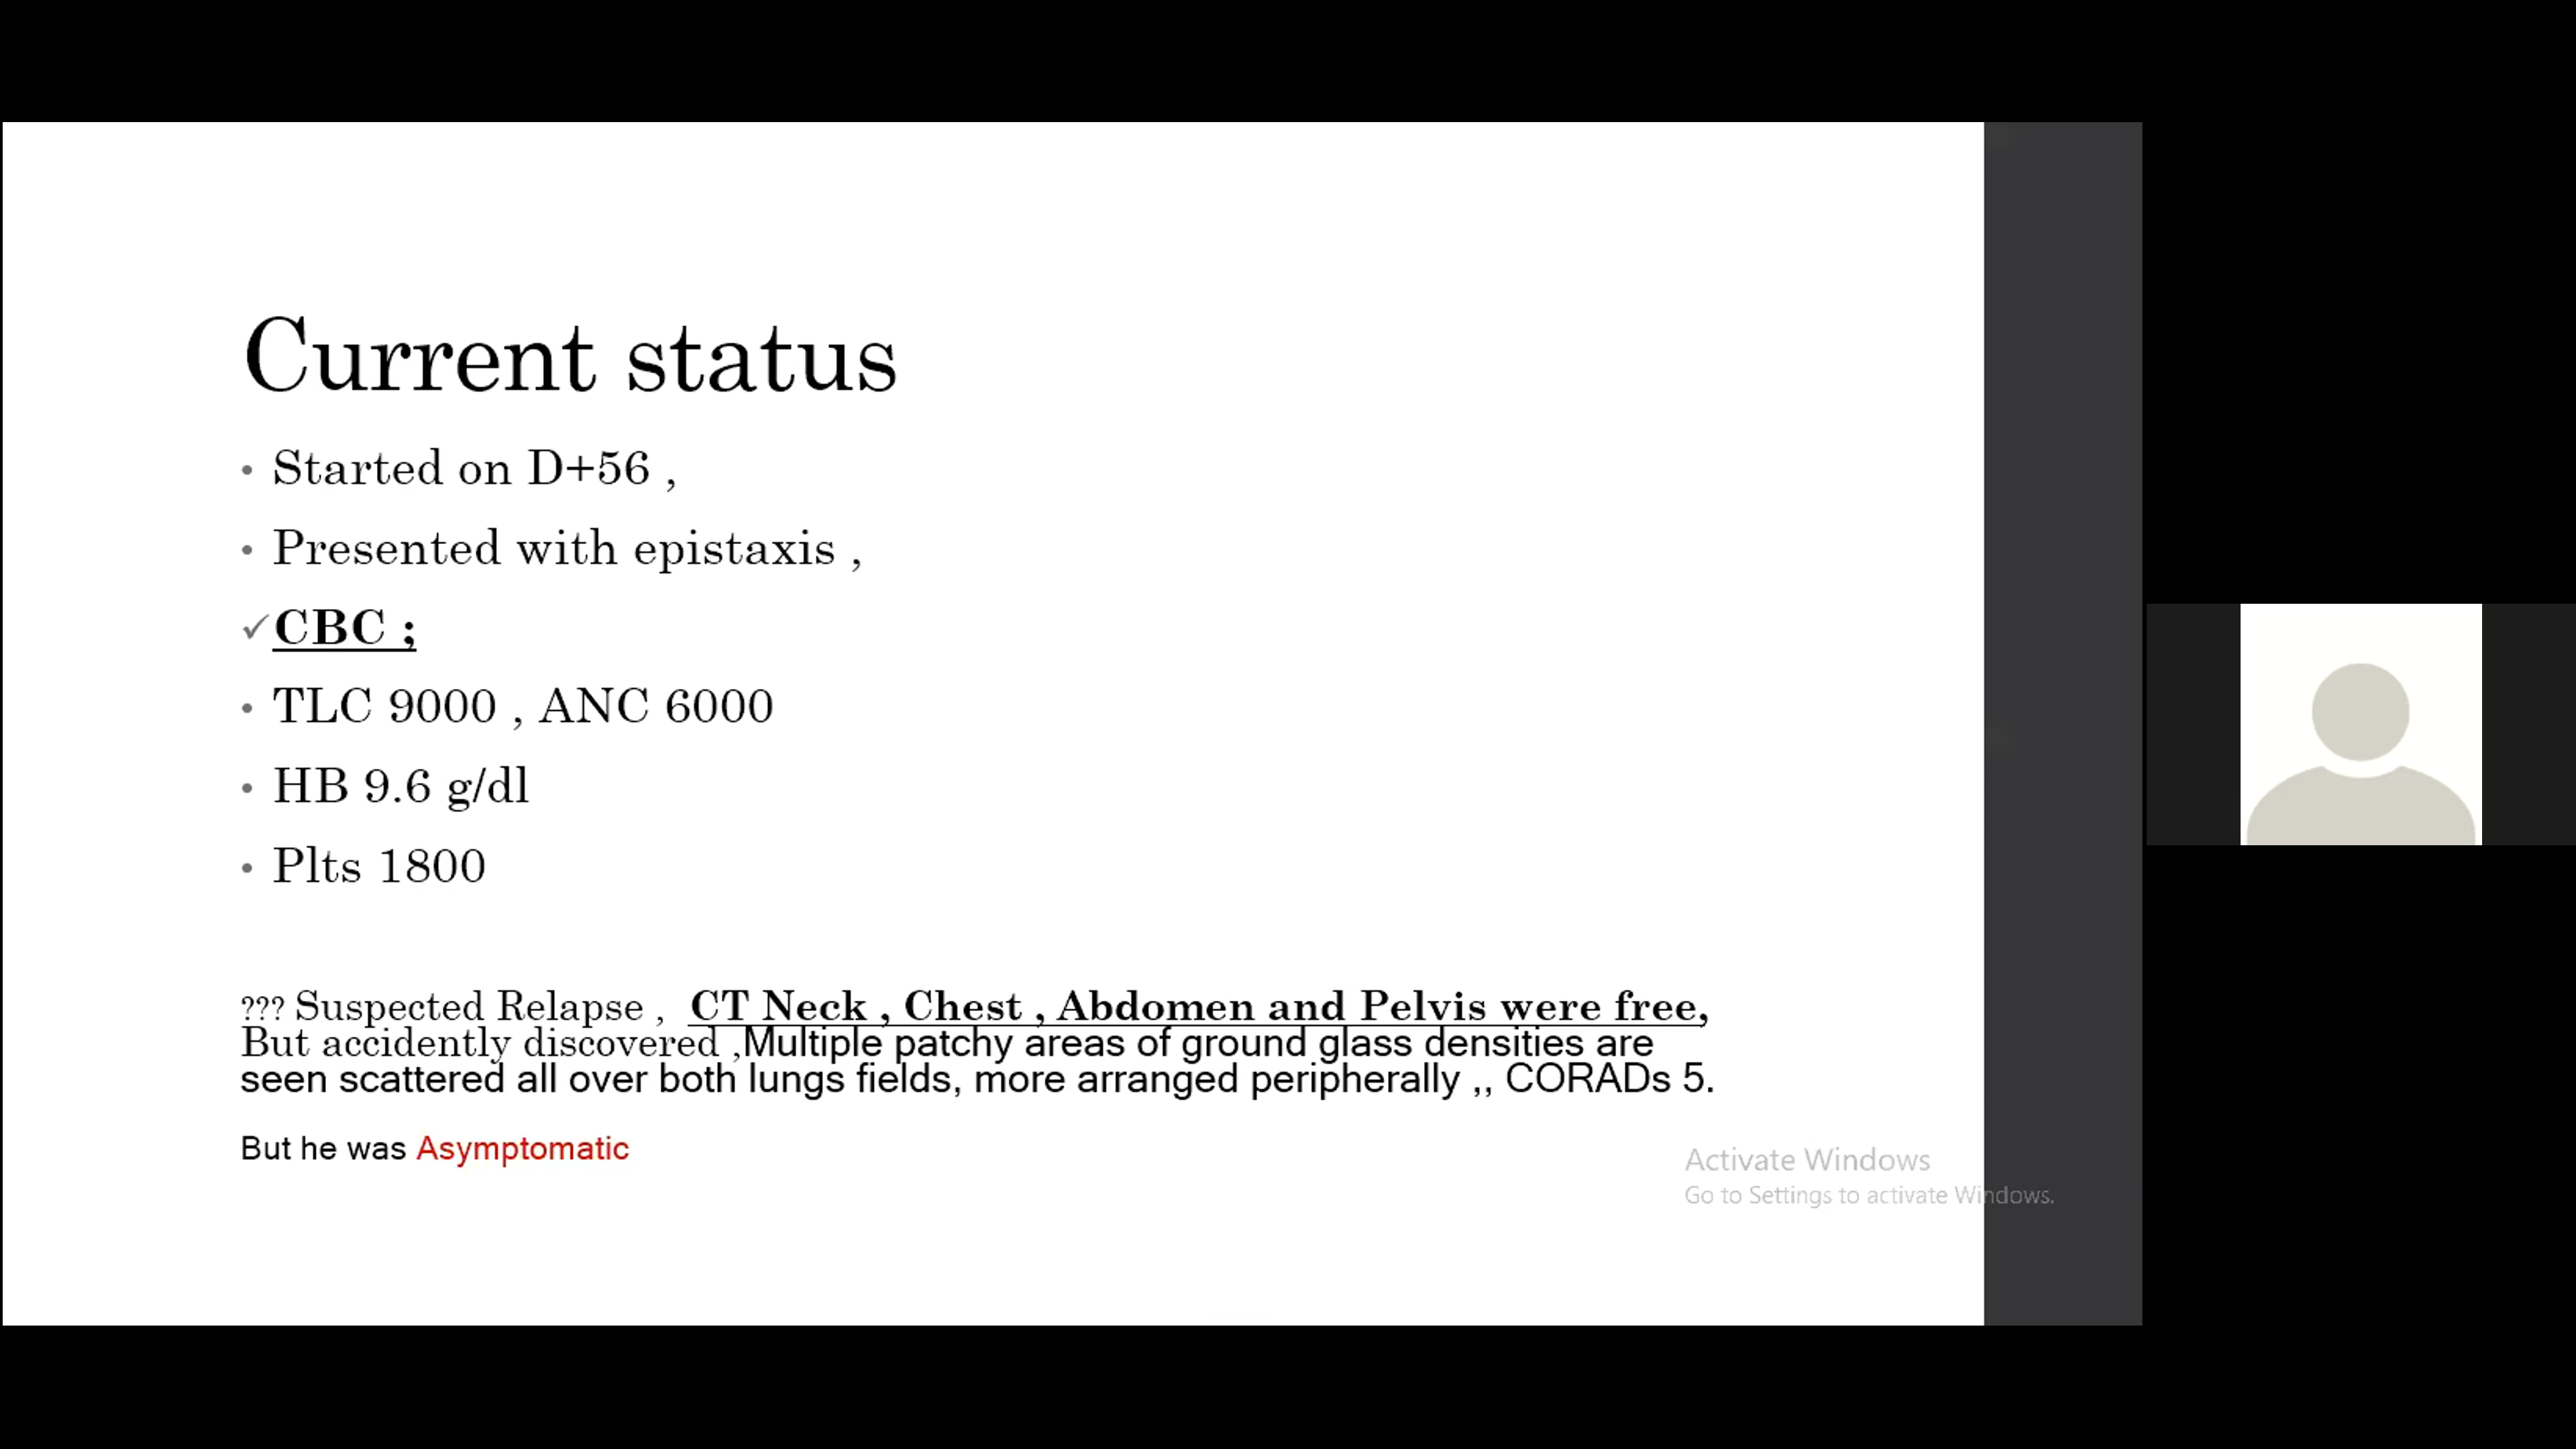 Current status
• Started on D+56 ,
• Presented with epistaxis ,
✓CBC ;
• TLC 9000 , ANC 6000
• HB 9.6 g/dl
• Plts 1800
??? Suspected Relapse , CT Neck , Chest , Abdomen and Pelvis were free,
But accidently discovered ,Multiple patchy areas of ground glass densities are
seen scattered all over both lungs fields, more arranged peripherally ,, CORADs 5.
But he was Asymptomatic
Activate Windows
Go to Settings to activate Windows.